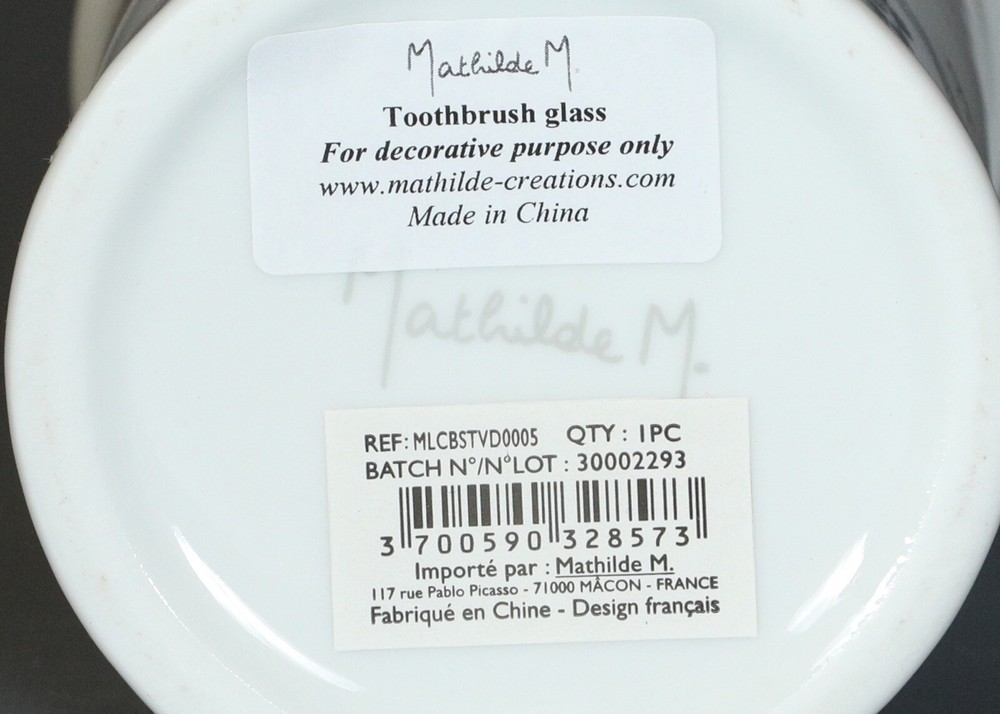 Mathilde M.
Toothbrush glass
For decorative purpose only
www.mathilde-creations.com
Made in China
Mathilde M.
REF: MLCBSTVD0005 QTY : 1PC
BATCH N°/N°LOT : 30002293
3 700590 328573
Importé par : Mathilde M.
117 rue Pablo Picasso - 71000 MÂCON - FRANCE
Fabriqué en Chine - Design français